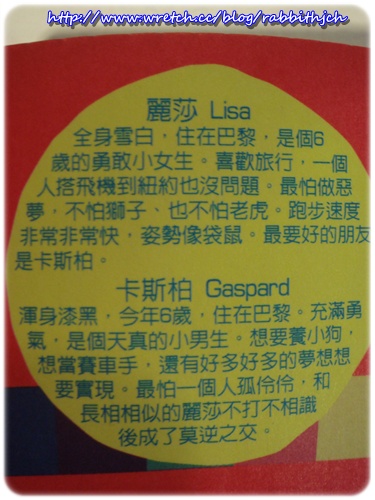 http://www.wretch.cc/blog/rabbithjch
麗莎 Lisa
全身雪白，住在巴黎，是個6
歲的勇敢小女生。喜歡旅行，一個
人搭飛機到紐約也沒問題。最怕做惡
夢，不怕獅子、也不怕老虎。跑步速度
非常非常快，姿勢像袋鼠。最要好的朋友
是卡斯柏。
卡斯柏 Gaspard
渾身漆黑，今年6歲，住在巴黎。充滿勇
氣，是個天真的小男生。想要養小狗，
想當賽車手，還有好多好多的夢想想
要實現。最怕一個人孤伶伶，和
長相相似的麗莎不打不相識
後成了莫逆之交。